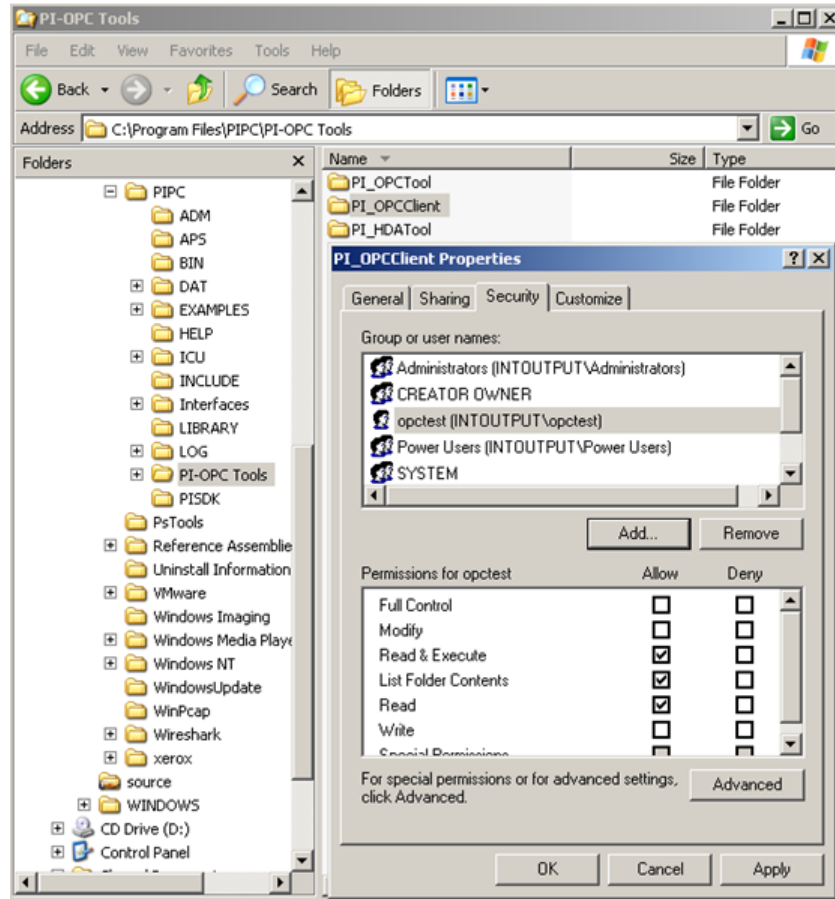 PI-OPC Tools
File Edit View Favorites Tools Help
Back Search Folders
Address C:\Program Files\PIPC\PI-OPC Tools Go
Folders
PIPC
ADM
APS
BIN
DAT
EXAMPLES
HELP
ICU
INCLUDE
Interfaces
LIBRARY
LOG
PI-OPC Tools
PISDK
PsTools
Reference Assemblie
Uninstall Information
VMware
Windows Imaging
Windows Media Playe
Windows NT
WindowsUpdate
WinPcap
Wireshark
xerox
source
WINDOWS
CD Drive (D:)
Control Panel
Name Size Type
PI_OPCTool File Folder
PI_OPCClient File Folder
PI_HDATool File Folder
PI_OPCClient Properties
General Sharing Security Customize
Group or user names:
Administrators (INTOUTPUT\Administrators)
CREATOR OWNER
opctest (INTOUTPUT\opctest)
Power Users (INTOUTPUT\Power Users)
SYSTEM
Add... Remove
Permissions for opctest Allow Deny
Full Control
Modify
Read & Execute
List Folder Contents
Read
Write
Special Permissions
For special permissions or for advanced settings,
click Advanced.
Advanced
OK Cancel Apply